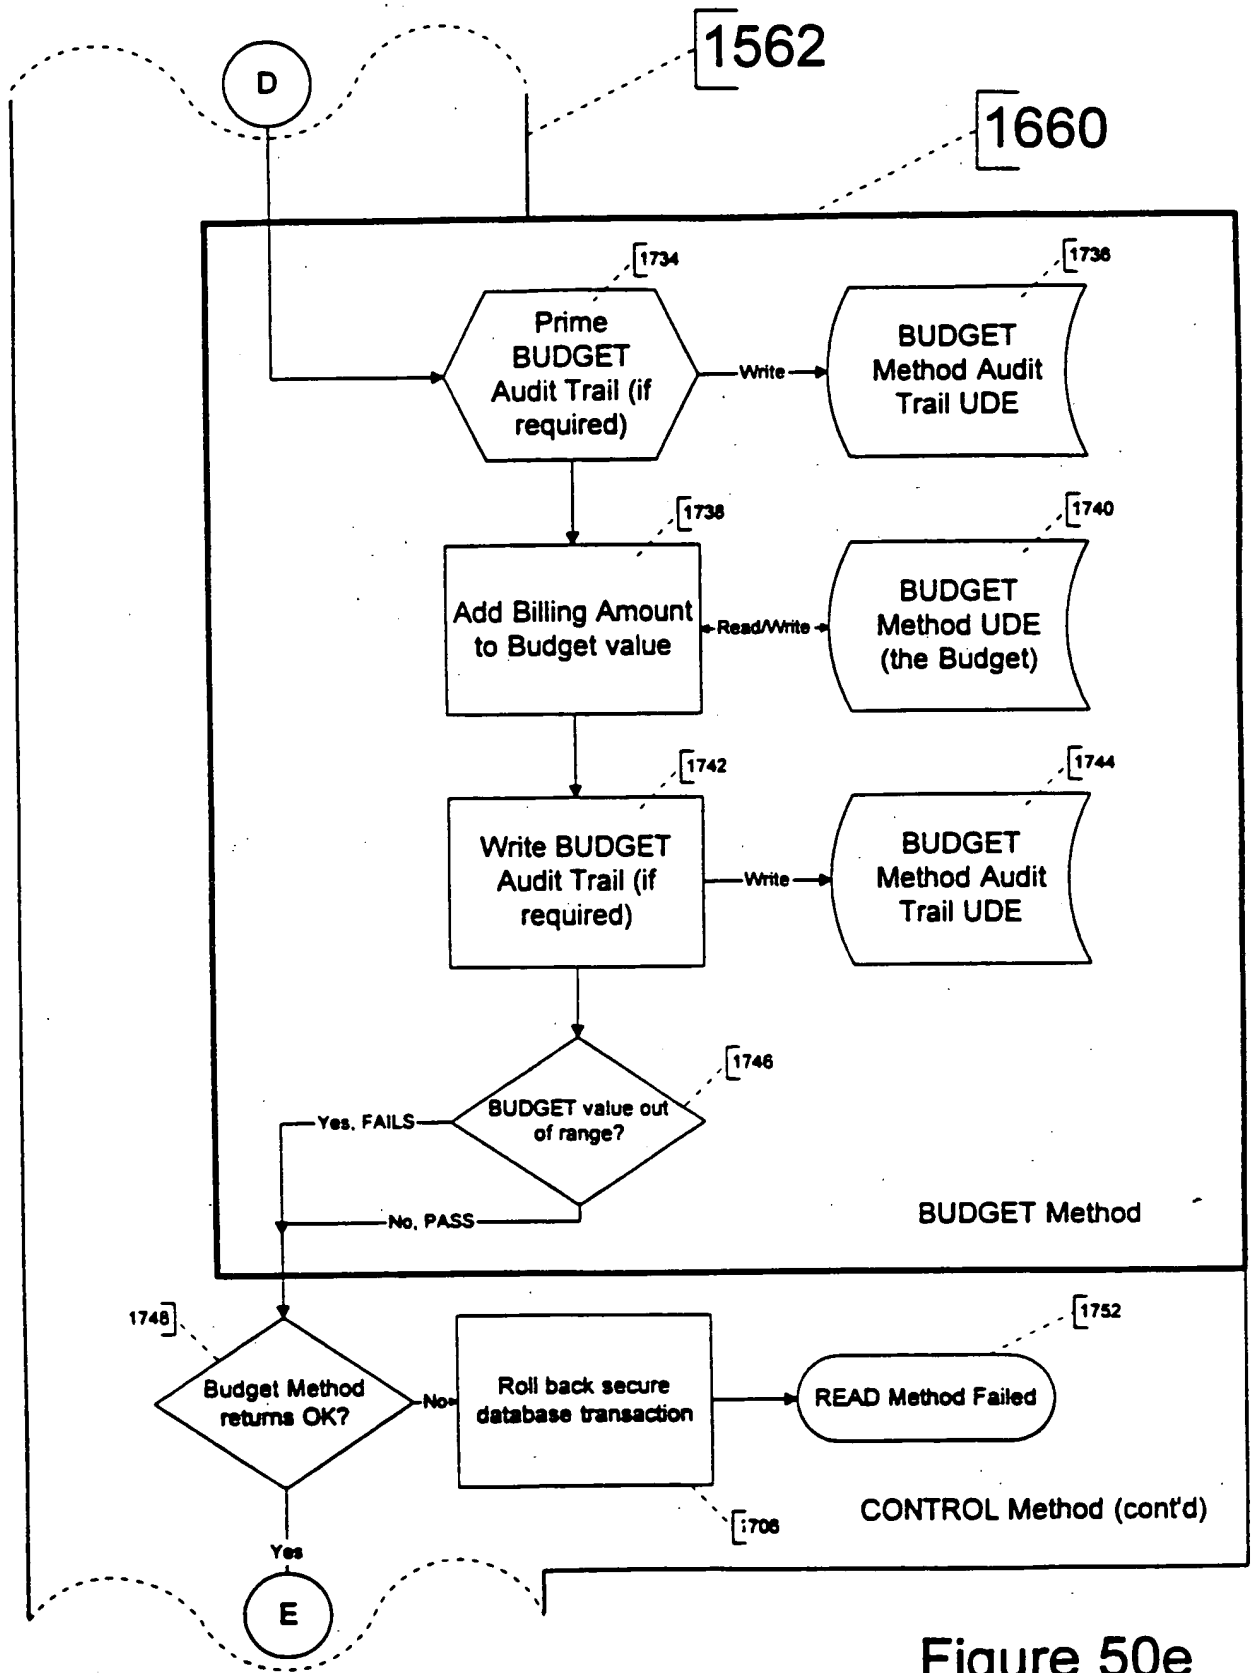 D
1562
1660
1734
Prime
BUDGET
Audit Trail (if
required)
Write
1736
BUDGET
Method Audit
Trail UDE
1738
Add Billing Amount
to Budget value
Read/Write
1740
BUDGET
Method UDE
(the Budget)
1742
Write BUDGET
Audit Trail (if
required)
Write
1744
BUDGET
Method Audit
Trail UDE
1746
BUDGET value out
of range?
Yes, FAILS
No, PASS
BUDGET Method
1748
Budget Method
returns OK?
No
Roll back secure
database transaction
1752
READ Method Failed
CONTROL Method (cont'd)
Yes
E
Figure 50e